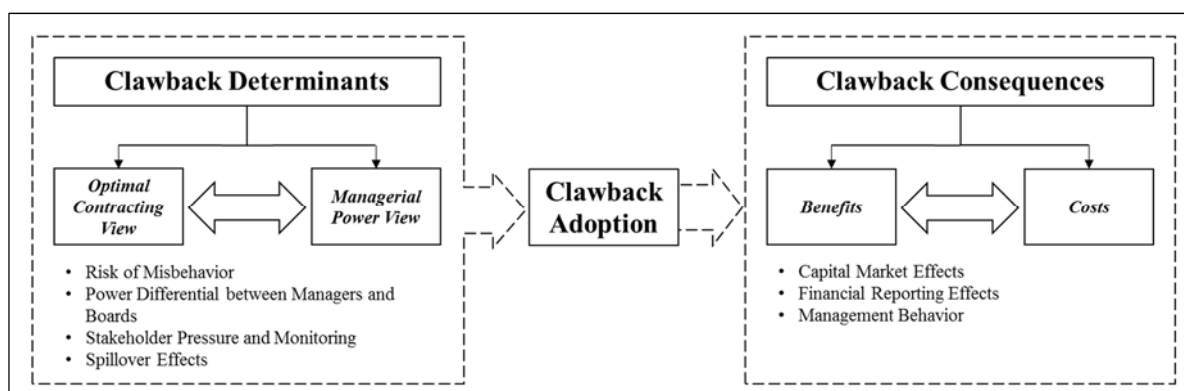 Clawback Determinants
Optimal
Contracting
View
Managerial
Power View
• Risk of Misbehavior
• Power Differential between Managers and
Boards
• Stakeholder Pressure and Monitoring
• Spillover Effects
Clawback
Adoption
Clawback Consequences
Benefits
Costs
• Capital Market Effects
• Financial Reporting Effects
• Management Behavior